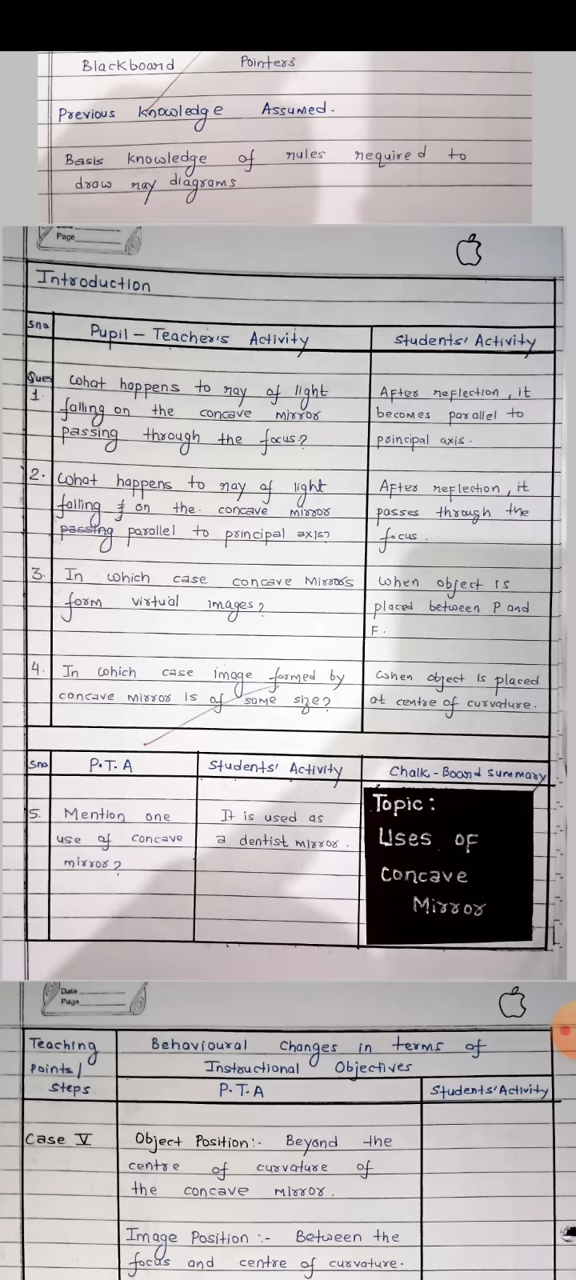 Blackboard Pointers
Previous knowledge Assumed.
Basis knowledge of rules required to
draw ray diagrams
Page
Introduction
Sno Pupil - Teacher's Activity Students' Activity
Ques
1. What happens to ray of light
falling on the concave mirror
passing through the focus?
After reflection, it
becomes parallel to
principal axis.
2. What happens to ray of light
falling on the concave mirror
passing parallel to principal axis?
After reflection, it
passes through the
focus.
3. In which case concave Mirrors
form virtual images?
When object is
placed between P and
F.
4. In which case image formed by
concave mirror is of same size?
When object is placed
at centre of curvature.
Sno P.T.A Students' Activity Chalk-Board summary
5. Mention one
use of concave
mirror?
It is used as
a dentist mirror.
Topic:
Uses of
Concave
Mirror
Date
Page
Teaching
Points/
Steps
Behavioural Changes in terms of
Instructional Objectives
P.T.A Students' Activity
Case V
Object Position:- Beyond the
centre of curvature of
the concave mirror.
Image Position :- Between the
focus and centre of curvature.